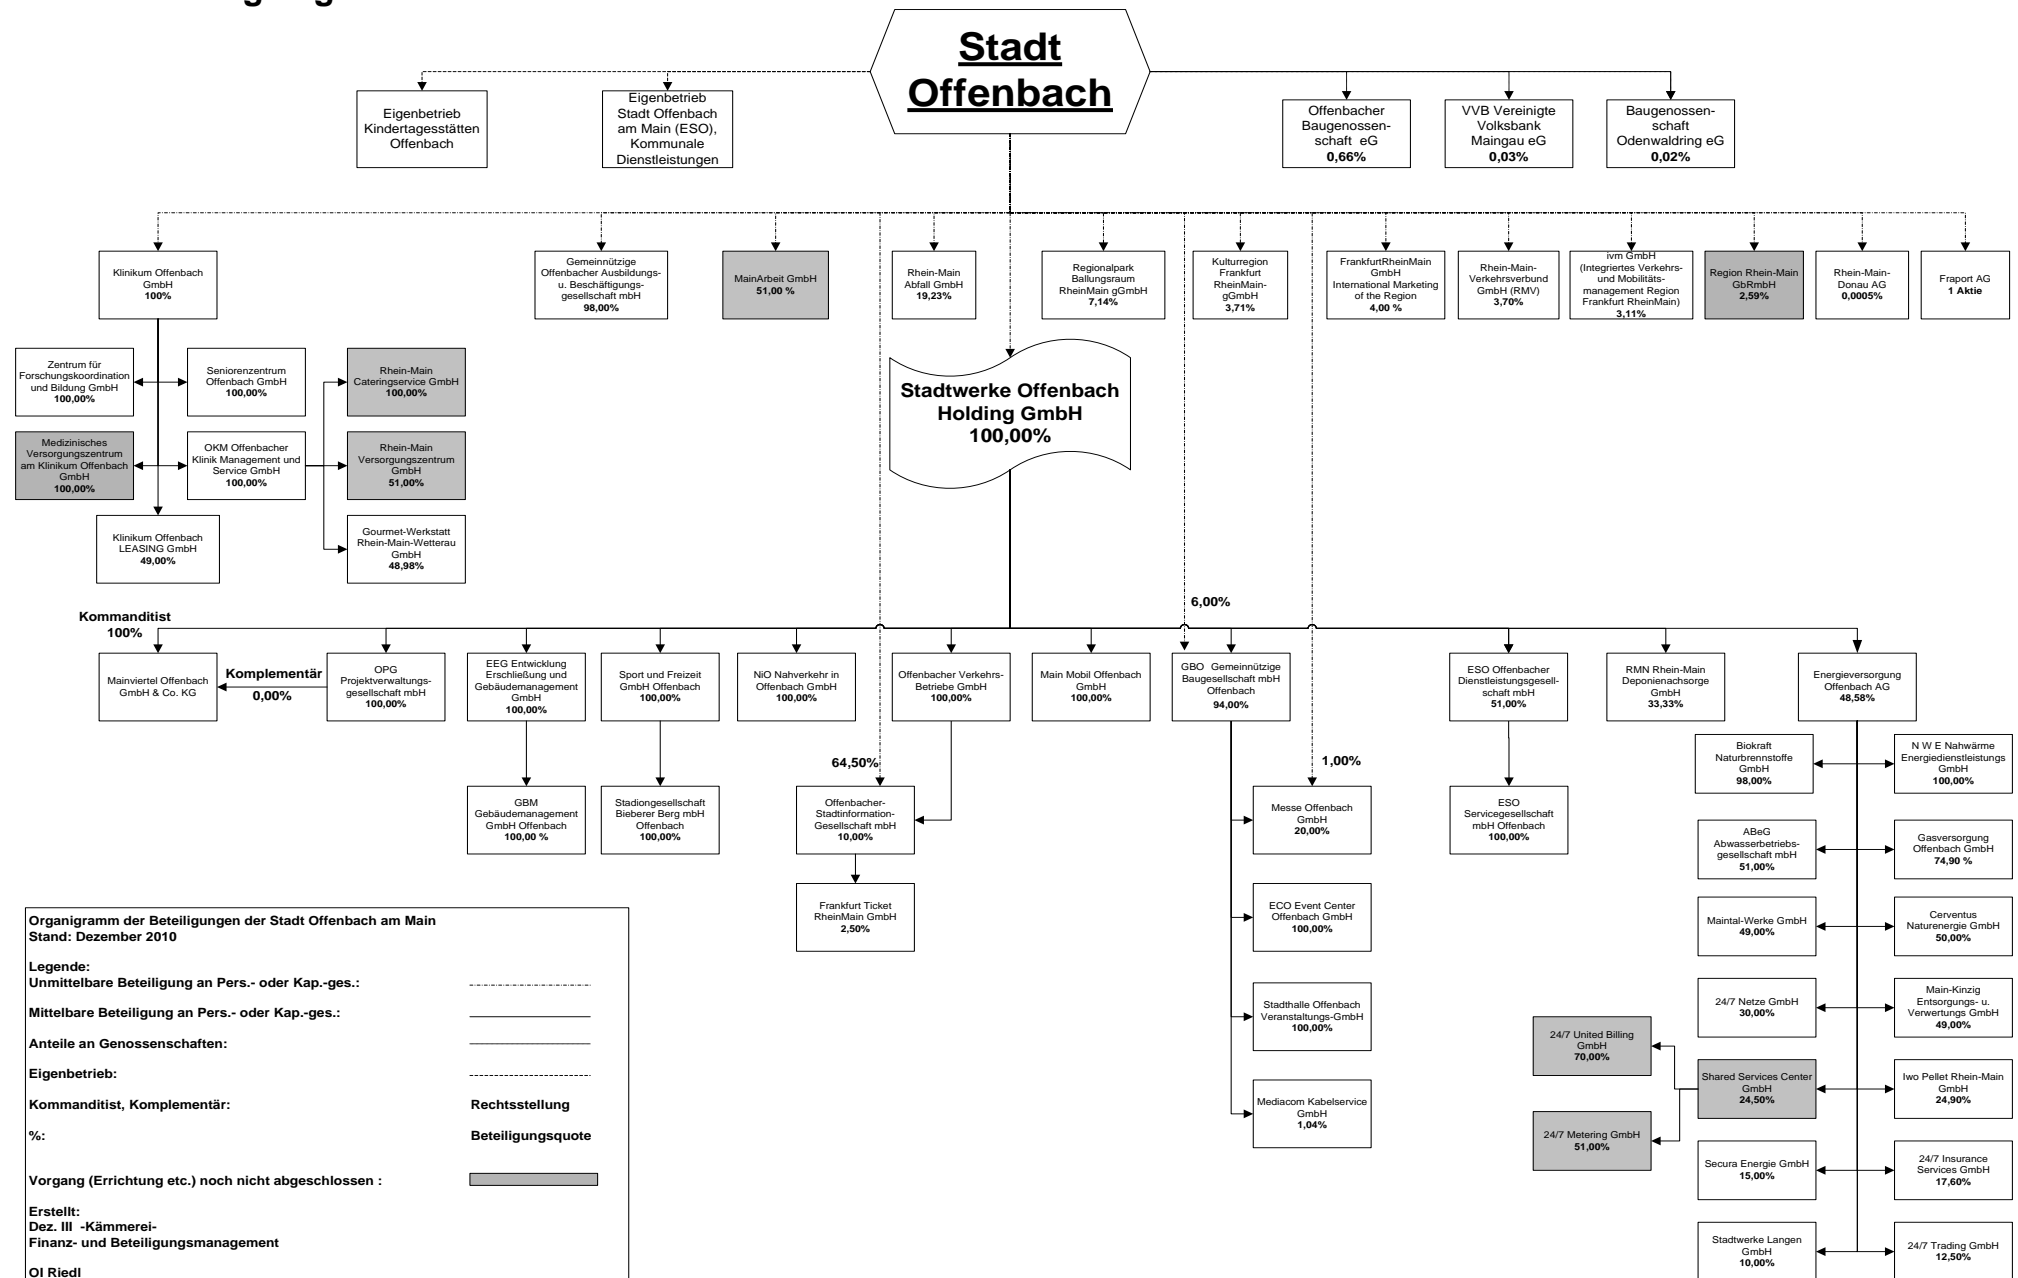 Stadt
Offenbach
Eigenbetrieb
Kindertagesstätten
Offenbach
Eigenbetrieb
Stadt Offenbach
am Main (ESO),
Kommunale
Dienstleistungen
Offenbacher
Baugenossen-
schaft eG
0,66%
VVB Vereinigte
Volksbank
Maingau eG
0,03%
Baugenossen-
schaft
Odenwaldring eG
0,02%
Klinikum Offenbach
GmbH
100%
Gemeinnützige
Offenbacher Ausbildungs-
u. Beschäftigungs-
gesellschaft mbH
98,00%
MainArbeit GmbH
51,00 %
Rhein-Main
Abfall GmbH
19,23%
Regionalpark
Ballungsraum
RheinMain gGmbH
7,14%
Kulturregion
Frankfurt
RheinMain-
gGmbH
3,71%
FrankfurtRheinMain
GmbH
International Marketing
of the Region
4,00 %
Rhein-Main-
Verkehrsverbund
GmbH (RMV)
3,70%
ivm GmbH
(Integriertes Verkehrs-
und Mobilitäts-
management Region
Frankfurt RheinMain)
3,11%
Region Rhein-Main
GbRmbH
2,59%
Rhein-Main-
Donau AG
0,0005%
Fraport AG
1 Aktie
Zentrum für
Forschungskoordination
und Bildung GmbH
100,00%
Seniorenzentrum
Offenbach GmbH
100,00%
Rhein-Main
Cateringservice GmbH
100,00%
Medizinisches
Versorgungszentrum
am Klinikum Offenbach
GmbH
100,00%
OKM Offenbacher
Klinik Management und
Service GmbH
100,00%
Rhein-Main
Versorgungszentrum
GmbH
51,00%
Klinikum Offenbach
LEASING GmbH
49,00%
Gourmet-Werkstatt
Rhein-Main-Wetterau
GmbH
48,98%
Stadtwerke Offenbach
Holding GmbH
100,00%
Kommanditist
100%
6,00%
Mainviertel Offenbach
GmbH & Co. KG
Komplementär
0,00%
OPG
Projektverwaltungs-
gesellschaft mbH
100,00%
EEG Entwicklung
Erschließung und
Gebäudemanagement
GmbH
100,00%
Sport und Freizeit
GmbH Offenbach
100,00%
NiO Nahverkehr in
Offenbach GmbH
100,00%
Offenbacher Verkehrs-
Betriebe GmbH
100,00%
Main Mobil Offenbach
GmbH
100,00%
GBO Gemeinnützige
Baugesellschaft mbH
Offenbach
94,00%
ESO Offenbacher
Dienstleistungsgesell-
schaft mbH
51,00%
RMN Rhein-Main
Deponienachsorge
GmbH
33,33%
Energieversorgung
Offenbach AG
48,58%
64,50%
1,00%
GBM
Gebäudemanagement
GmbH Offenbach
100,00 %
Stadiongesellschaft
Bieberer Berg mbH
Offenbach
100,00%
Offenbacher-
Stadtinformation-
Gesellschaft mbH
10,00%
Frankfurt Ticket
RheinMain GmbH
2,50%
Messe Offenbach
GmbH
20,00%
ECO Event Center
Offenbach GmbH
100,00%
Stadthalle Offenbach
Veranstaltungs-GmbH
100,00%
Mediacom Kabelservice
GmbH
1,04%
ESO
Servicegesellschaft
mbH Offenbach
100,00%
Biokraft
Naturbrennstoffe
GmbH
98,00%
N W E Nahwärme
Energiedienstleistungs
GmbH
100,00%
ABeG
Abwasserbetriebs-
gesellschaft mbH
51,00%
Gasversorgung
Offenbach GmbH
74,90 %
Maintal-Werke GmbH
49,00%
Cerventus
Naturenergie GmbH
50,00%
24/7 Netze GmbH
30,00%
Main-Kinzig
Entsorgungs- u.
Verwertungs GmbH
49,00%
24/7 United Billing
GmbH
70,00%
Shared Services Center
GmbH
24,50%
Iwo Pellet Rhein-Main
GmbH
24,90%
24/7 Metering GmbH
51,00%
Secura Energie GmbH
15,00%
24/7 Insurance
Services GmbH
17,60%
Stadtwerke Langen
GmbH
10,00%
24/7 Trading GmbH
12,50%
Organigramm der Beteiligungen der Stadt Offenbach am Main
Stand: Dezember 2010
Legende:
Unmittelbare Beteiligung an Pers.- oder Kap.-ges.:
Mittelbare Beteiligung an Pers.- oder Kap.-ges.:
Anteile an Genossenschaften:
Eigenbetrieb:
Kommanditist, Komplementär: Rechtsstellung
%: Beteiligungsquote
Vorgang (Errichtung etc.) noch nicht abgeschlossen :
Erstellt:
Dez. III -Kämmerei-
Finanz- und Beteiligungsmanagement
OI Riedl